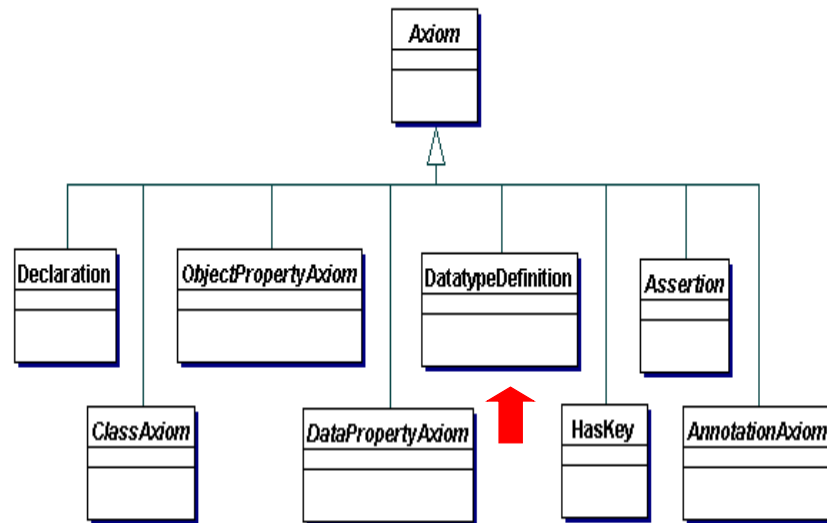 Axiom
Declaration
ObjectPropertyAxiom
DatatypeDefinition
Assertion
ClassAxiom
DataPropertyAxiom
HasKey
AnnotationAxiom